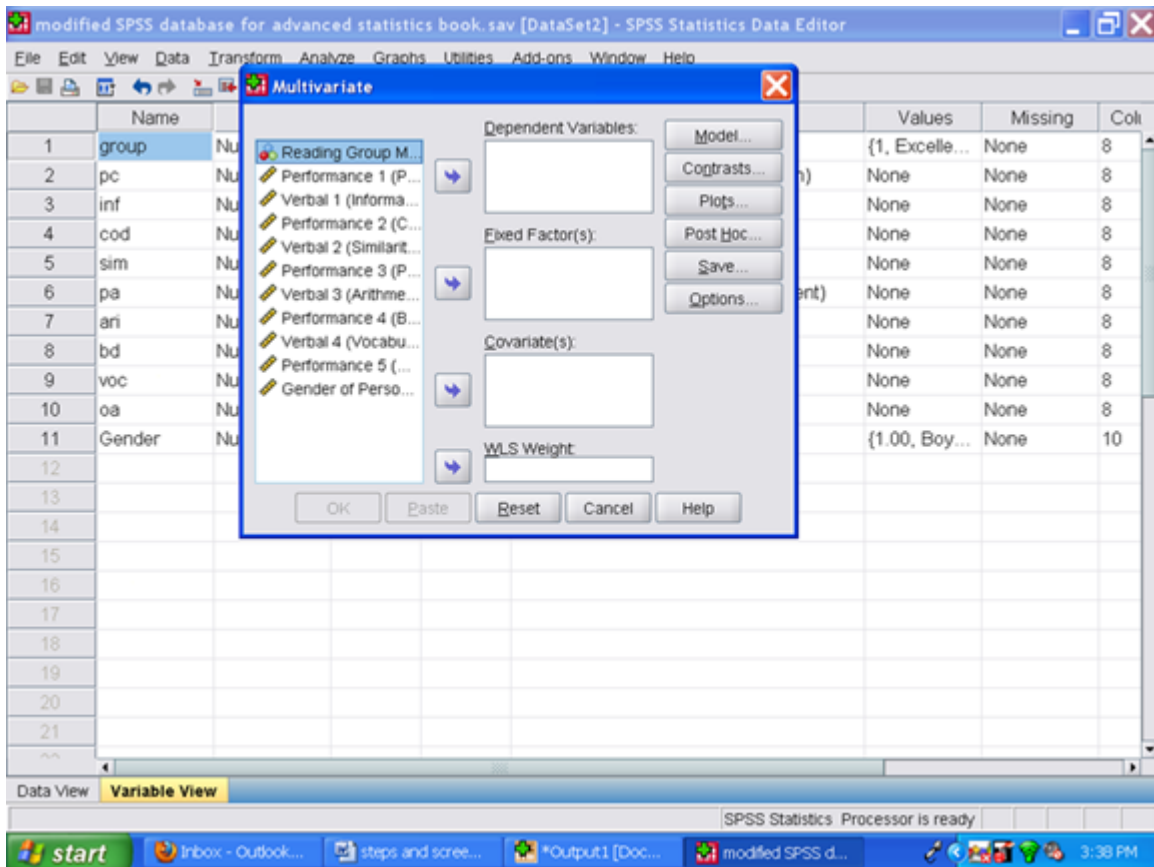 modified SPSS database for advanced statistics book.sav [DataSet2] - SPSS Statistics Data Editor
File Edit View Data Transform Analyze Graphs Utilities Add-ons Window Help
Multivariate
Name Values Missing Colu
1 group Nu {1, Excelle... None 8
2 pc Nu n) None None 8
3 inf Nu None None 8
4 cod Nu None None 8
5 sim Nu None None 8
6 pa Nu ent) None None 8
7 ari Nu None None 8
8 bd Nu None None 8
9 voc Nu None None 8
10 oa Nu None None 8
11 Gender Nu {1.00, Boy... None 10
12
13
14
15
16
17
18
19
20
21
Reading Group M...
Performance 1 (P...
Verbal 1 (Informa...
Performance 2 (C...
Verbal 2 (Similarit...
Performance 3 (P...
Verbal 3 (Arithme...
Performance 4 (B...
Verbal 4 (Vocabu...
Performance 5 (...
Gender of Perso...
Dependent Variables:
Fixed Factor(s):
Covariate(s):
WLS Weight:
Model...
Contrasts...
Plots...
Post Hoc...
Save...
Options...
OK Paste Reset Cancel Help
Data View Variable View
SPSS Statistics Processor is ready
start Inbox - Outlook... steps and scree... *Output1 [Doc... modified SPSS d... 3:38 PM